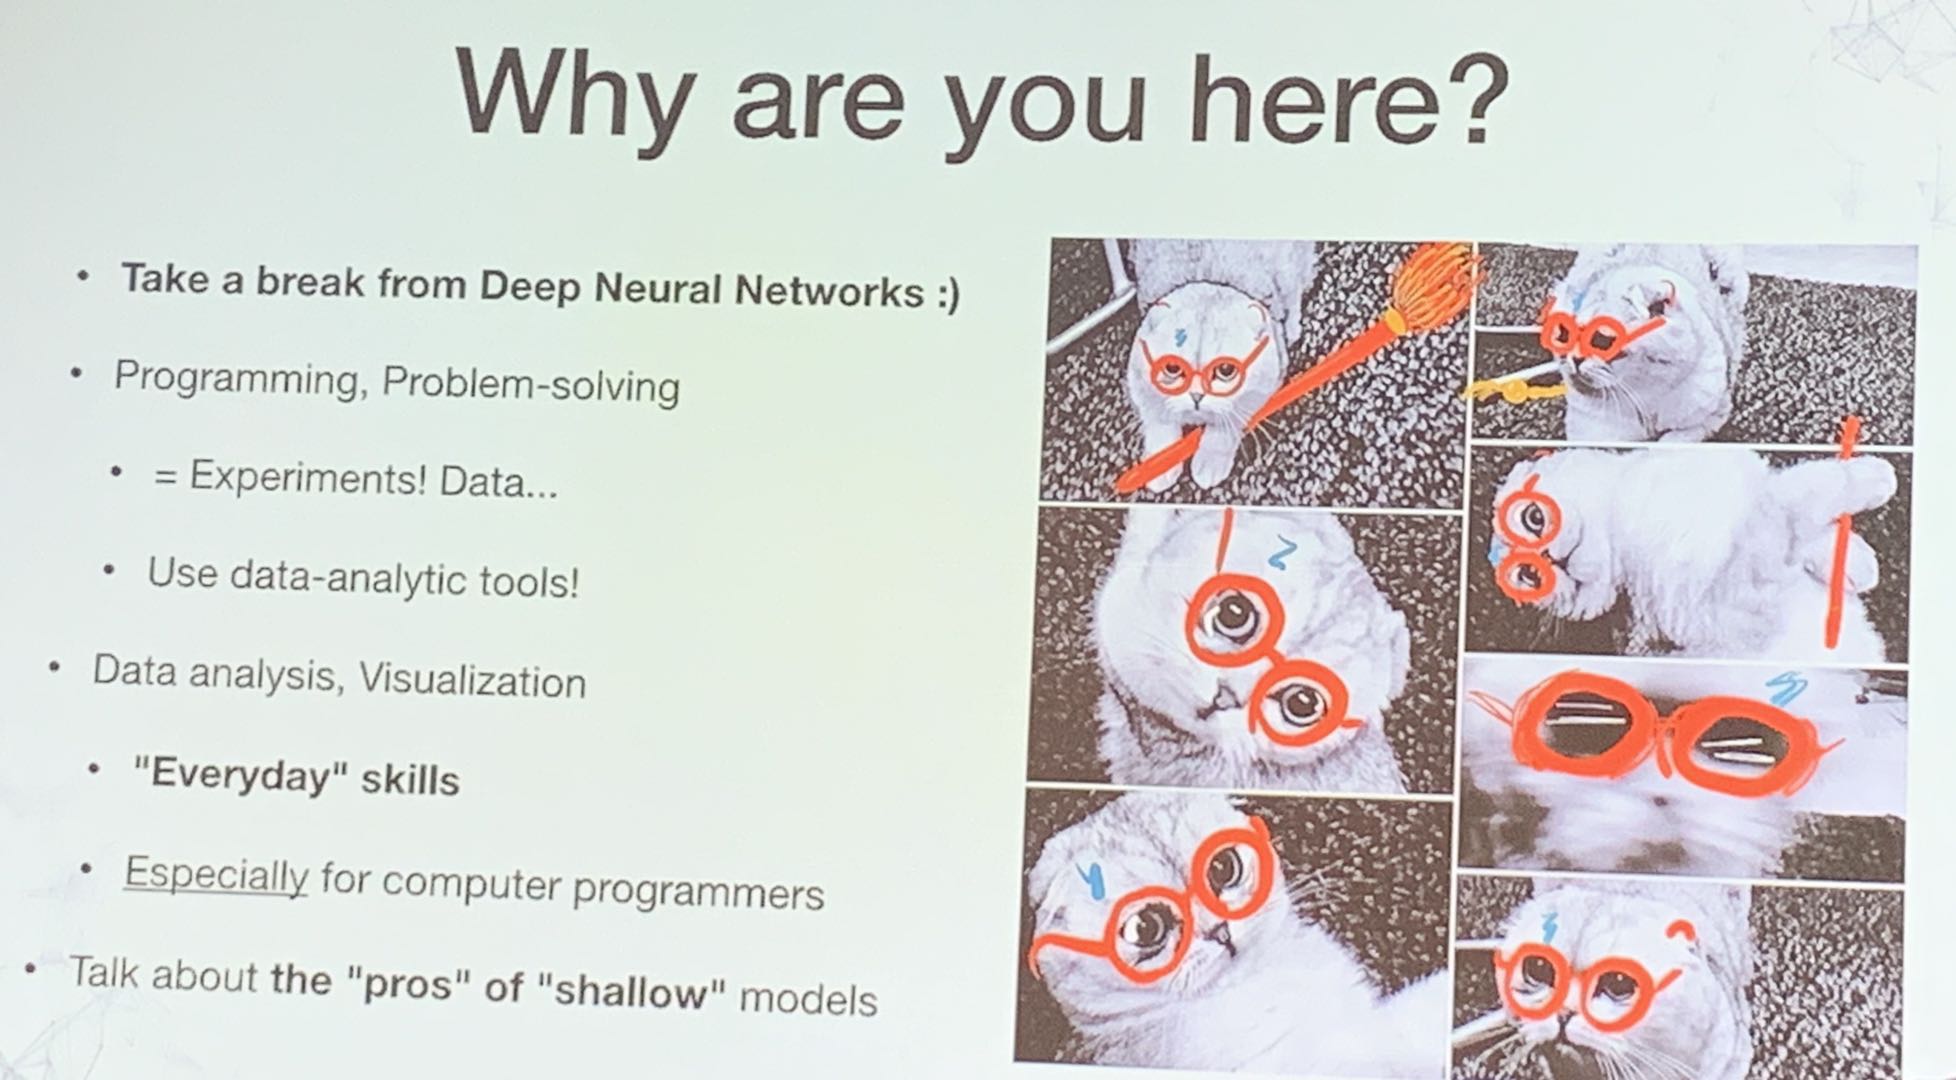 Why are you here?
• Take a break from Deep Neural Networks :)
• Programming, Problem-solving
• = Experiments! Data...
• Use data-analytic tools!
• Data analysis, Visualization
• "Everyday" skills
• Especially for computer programmers
• Talk about the "pros" of "shallow" models